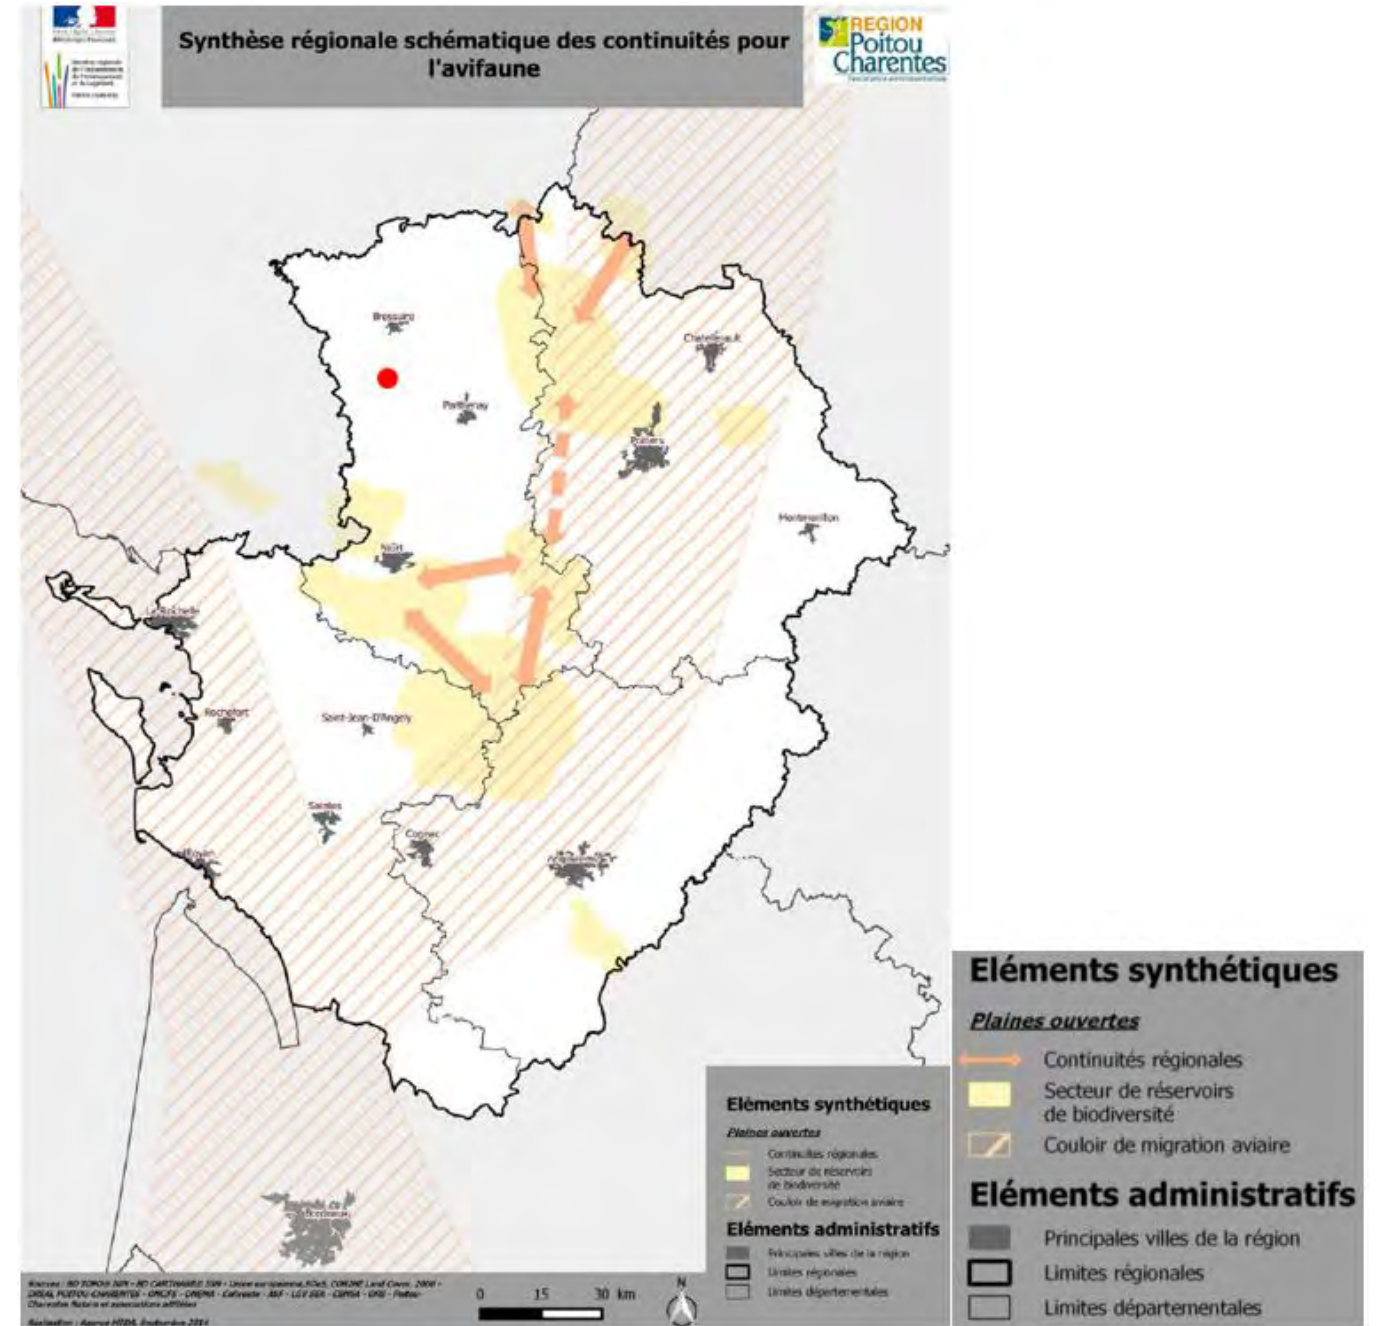 Synthèse régionale schématique des continuités pour
l'avifaune
REGION
Poitou
Charentes
Bressuire
Chatellerault
Parthenay
Poitiers
Montmorillon
Niort
La Rochelle
Rochefort
Saint-Jean-D'Angely
Saintes
Cognac
Royan
Bordeaux
Eléments synthétiques
Plaines ouvertes
Continuités régionales
Secteur de réservoirs
de biodiversité
Couloir de migration aviaire
Eléments administratifs
Principales villes de la région
Limites régionales
Limites départementales
0 15 30 km
N
Eléments synthétiques
Plaines ouvertes
Continuités régionales
Secteur de réservoirs
de biodiversité
Couloir de migration aviaire
Eléments administratifs
Principales villes de la région
Limites régionales
Limites départementales